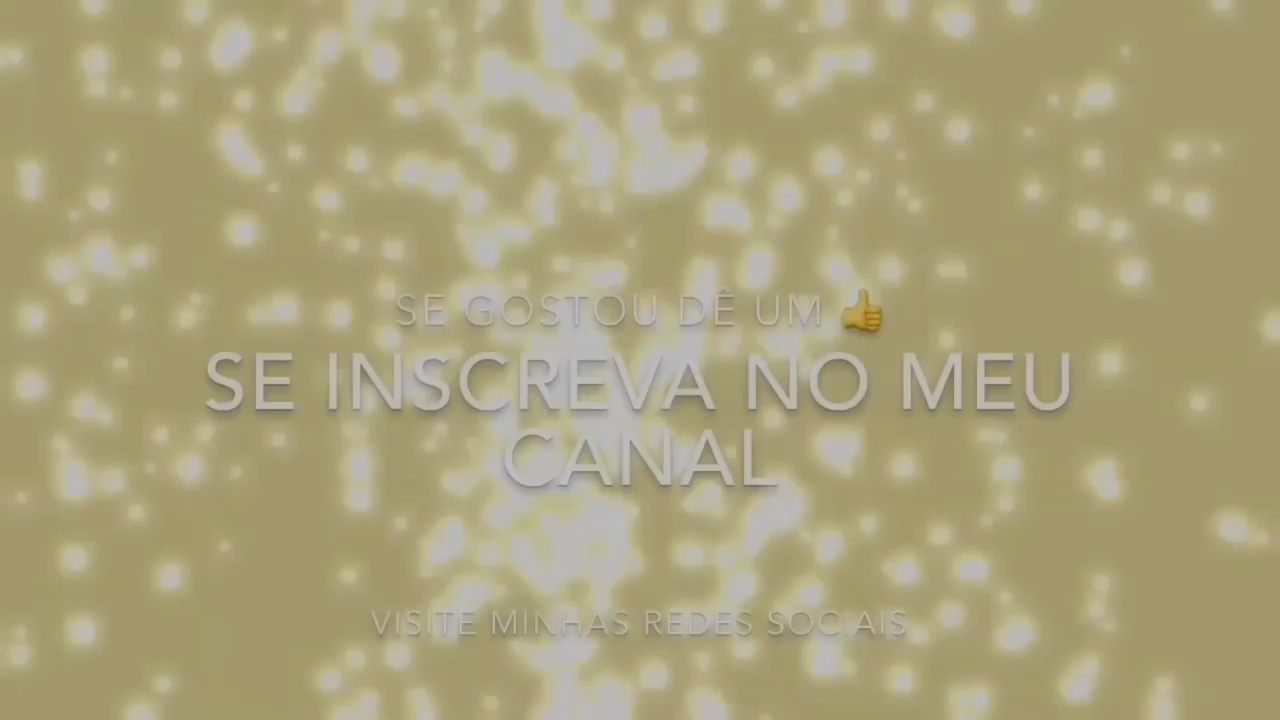 SE GOSTOU DÊ UM 👍
SE INSCREVA NO MEU
CANAL
VISITE MINHAS REDES SOCIAIS